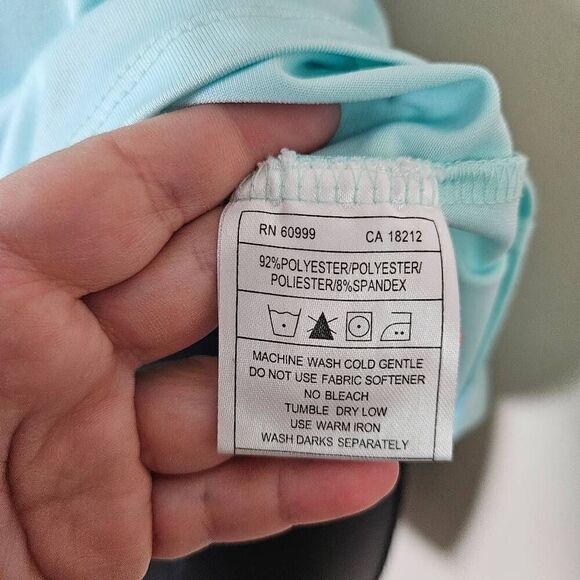 RN 60999 CA 18212
92%POLYESTER/POLYESTER/
POLIESTER/8%SPANDEX
MACHINE WASH COLD GENTLE
DO NOT USE FABRIC SOFTENER
NO BLEACH
TUMBLE DRY LOW
USE WARM IRON
WASH DARKS SEPARATELY